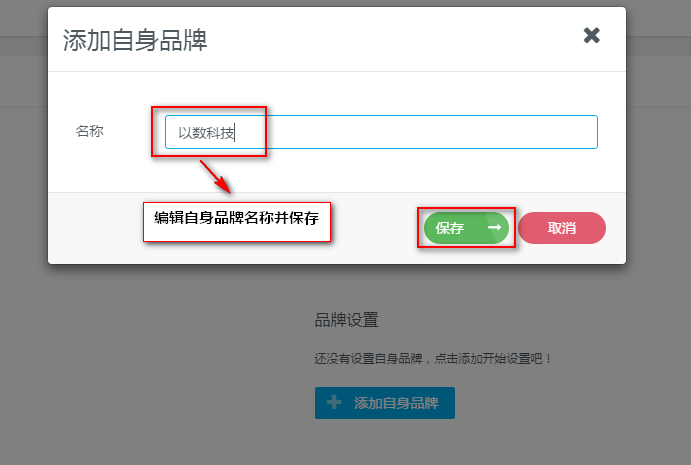 添加自身品牌
名称
以数科技
编辑自身品牌名称并保存
保存
取消
品牌设置
还没有设置自身品牌，点击添加开始设置吧！
添加自身品牌